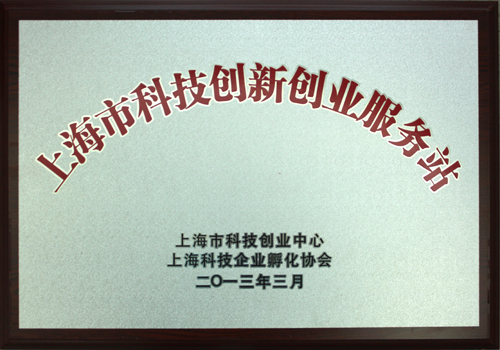 上海市科技创新创业服务站
上海市科技创业中心
上海科技企业孵化协会
二〇一三年三月